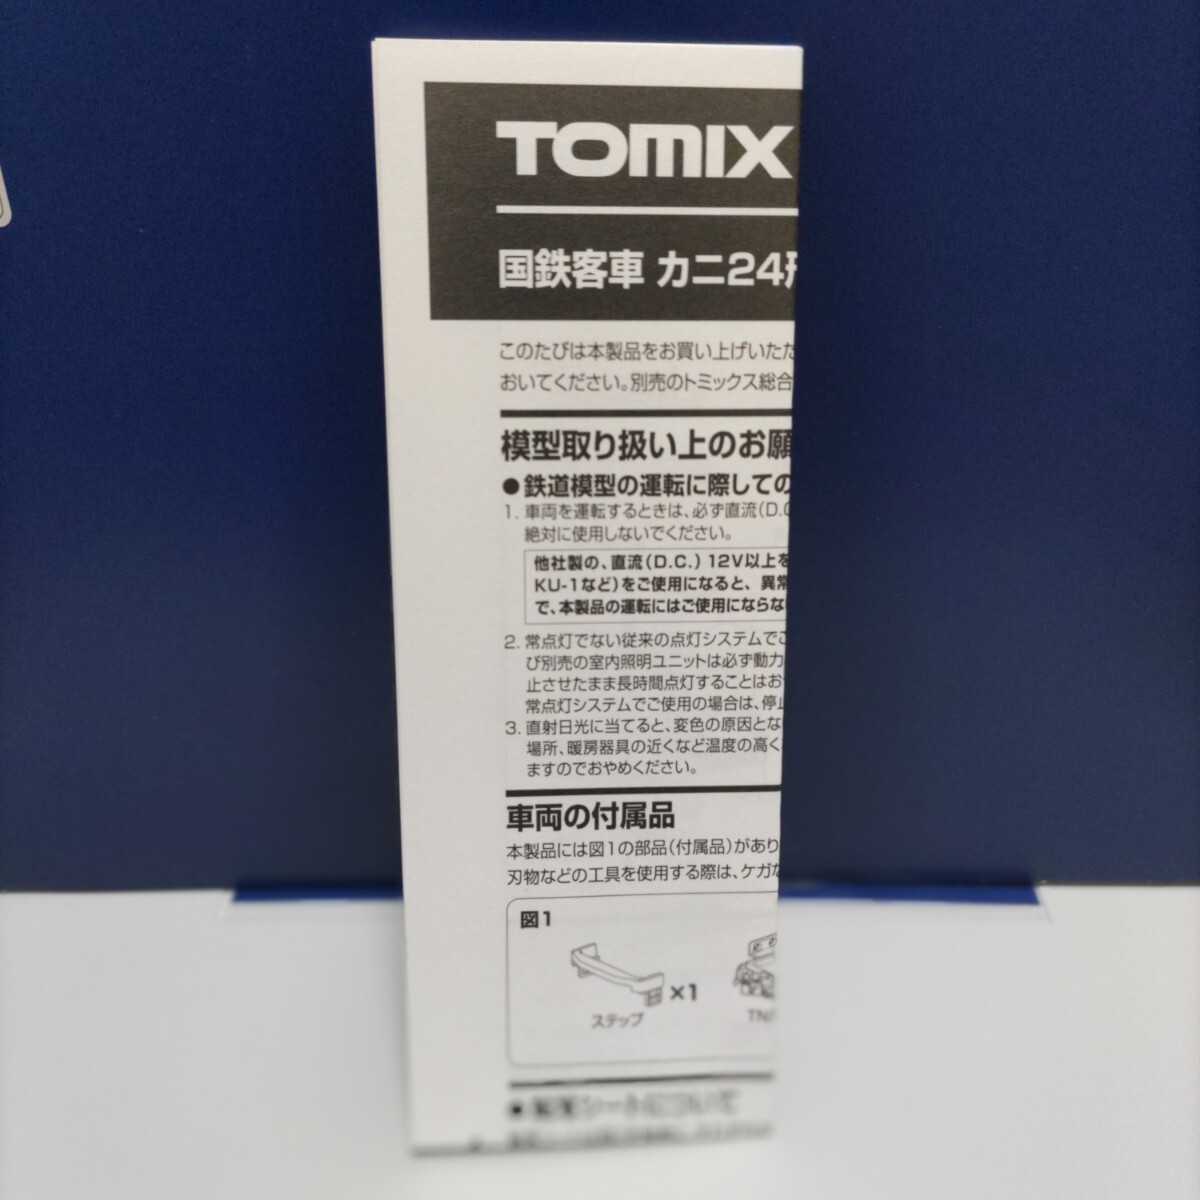 TOMIX
国鉄客車 カニ24形
このたびは本製品をお買い上げいただ
おいてください。別売のトミックス総合
模型取り扱い上のお願
●鉄道模型の運転に際しての
1. 車両を運転するときは、必ず直流(D.C
絶対に使用しないでください。
他社製の、直流(D.C.) 12V以上を
KU-1など)をご使用になると、異常
で、本製品の運転にはご使用にならな
2. 常点灯でない従来の点灯システムでご
び別売の室内照明ユニットは必ず動力
止させたまま長時間点灯することはお
常点灯システムでご使用の場合は、停止
3. 直射日光に当てると、変色の原因とな
場所、暖房器具の近くなど温度の高く
ますのでおやめください。
車両の付属品
本製品には図1の部品(付属品)があり
刃物などの工具を使用する際は、ケガな
図1
×1
ステップ
TN